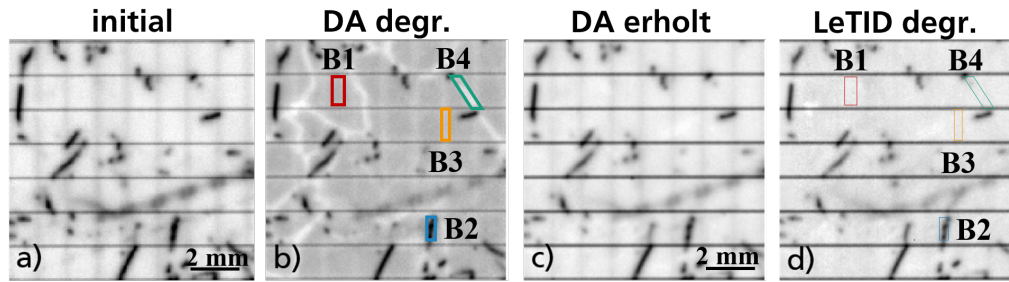 initial
DA degr.
DA erholt
LeTID degr.
B1
B4
B1
B4
B3
B3
B2
B2
a)
2 mm
b)
c)
2 mm
d)